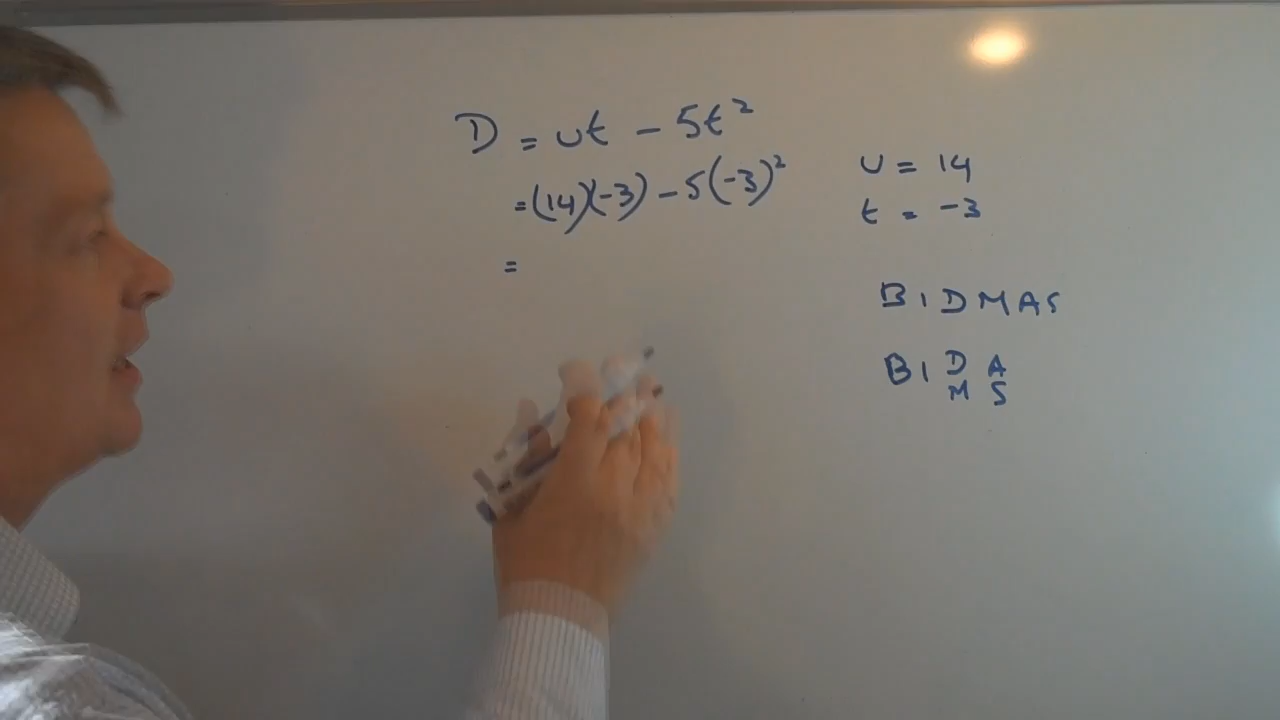 D = ut - 5t²
= (14)(-3) - 5(-3)²
=
u = 14
t = -3
BIDMAS
BI D A
M S